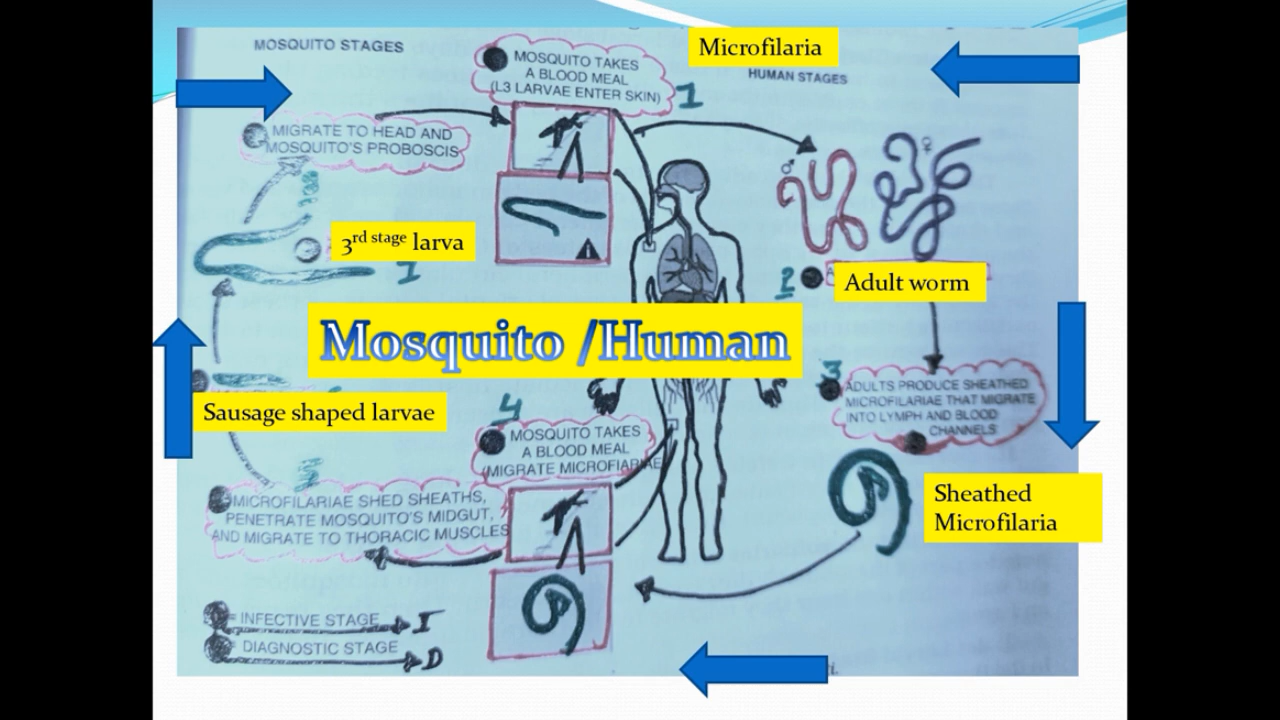 MOSQUITO STAGES
MOSQUITO TAKES
A BLOOD MEAL
(L3 LARVAE ENTER SKIN)
1
Microfilaria
HUMAN STAGES
MIGRATE TO HEAD AND
MOSQUITO'S PROBOSCIS
♂
♀
3rd stage larva
1
2
Adult worm
Mosquito /Human
3
ADULTS PRODUCE SHEATHED
MICROFILARIAE THAT MIGRATE
INTO LYMPH AND BLOOD
CHANNELS
Sausage shaped larvae
4
MOSQUITO TAKES
A BLOOD MEAL
(MIGRATE MICROFIARIAE
MICROFILARIAE SHED SHEATHS,
PENETRATE MOSQUITO'S MIDGUT,
AND MIGRATE TO THORACIC MUSCLES
Sheathed
Microfilaria
= INFECTIVE STAGE I
= DIAGNOSTIC STAGE D